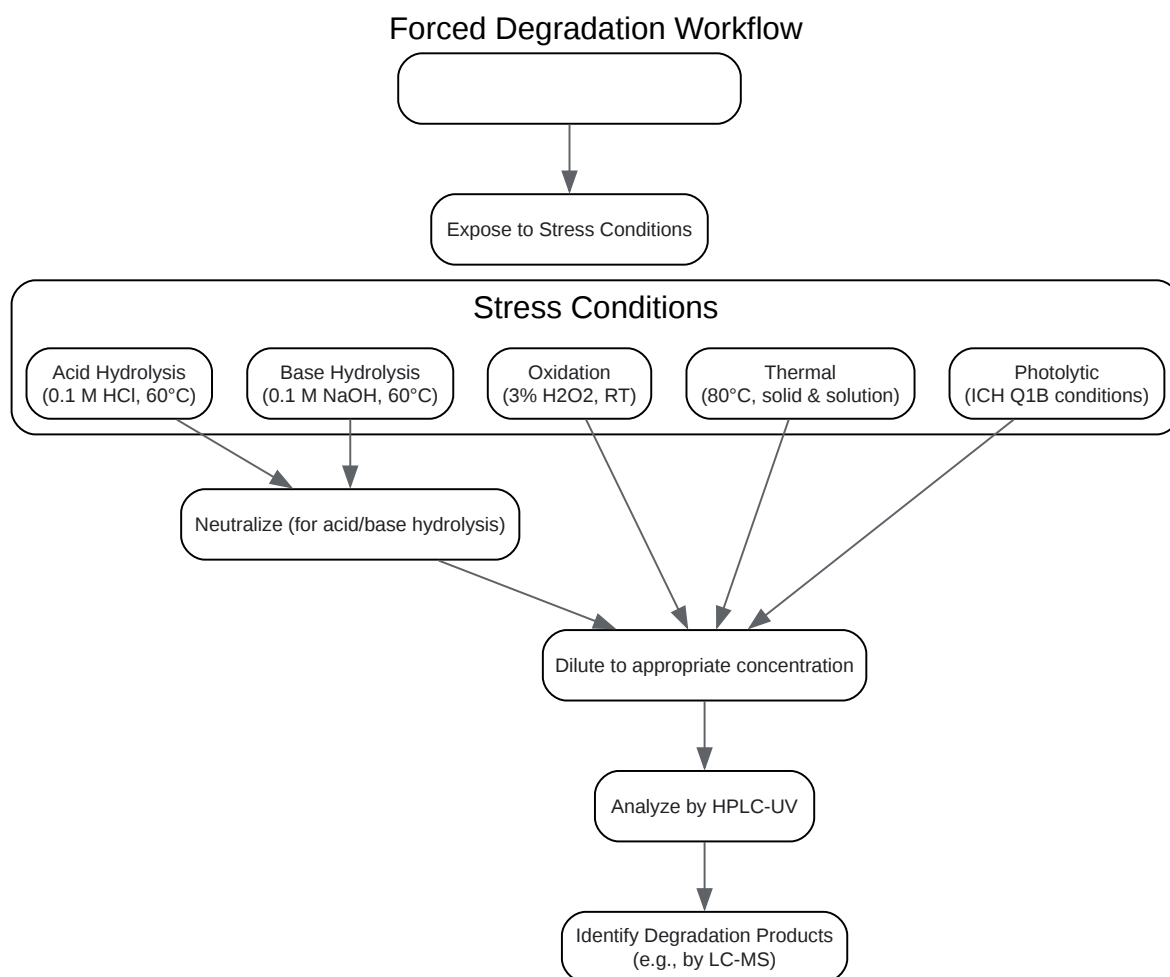 Forced Degradation Workflow
Expose to Stress Conditions
Stress Conditions
Acid Hydrolysis
(0.1 M HCl, 60°C)
Base Hydrolysis
(0.1 M NaOH, 60°C)
Oxidation
(3% H2O2, RT)
Thermal
(80°C, solid & solution)
Photolytic
(ICH Q1B conditions)
Neutralize (for acid/base hydrolysis)
Dilute to appropriate concentration
Analyze by HPLC-UV
Identify Degradation Products
(e.g., by LC-MS)